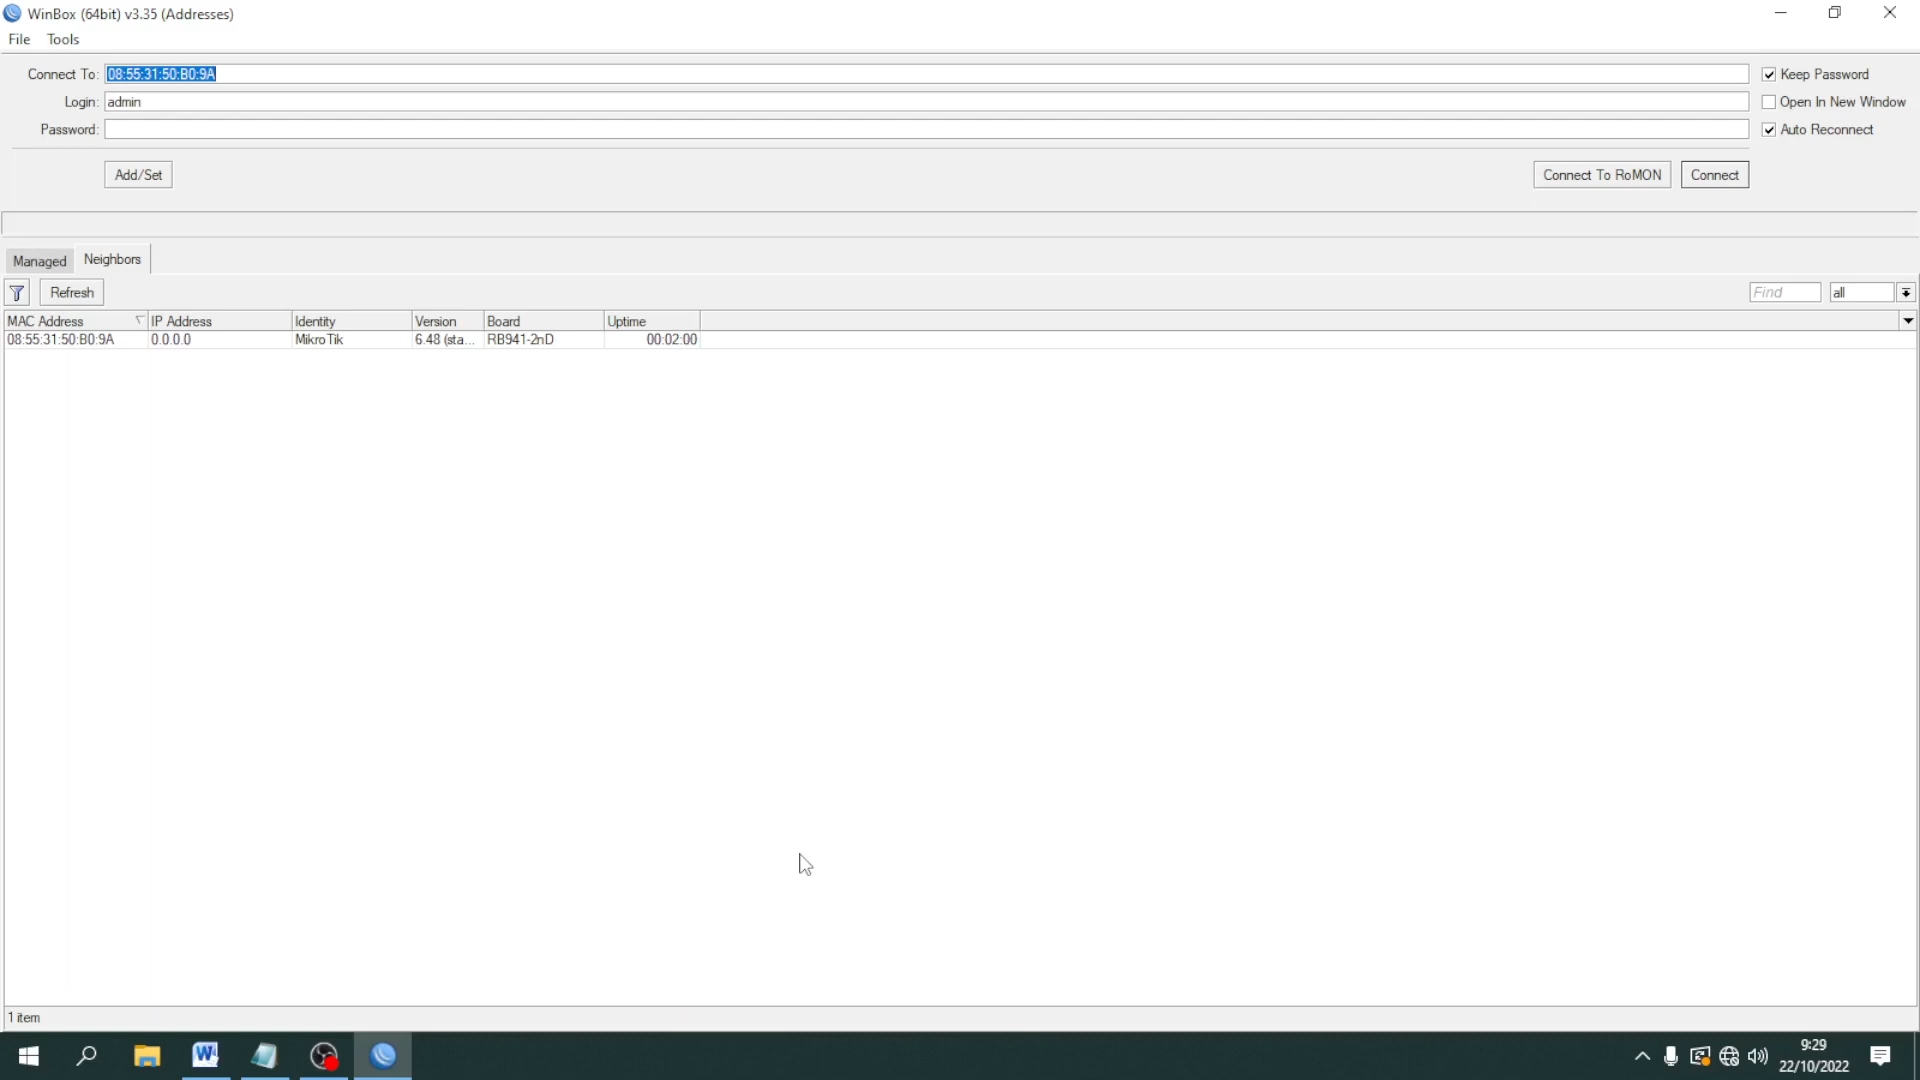 WinBox (64bit) v3.35 (Addresses)
File Tools
Connect To: 08:55:31:50:B0:9A Keep Password
Login: admin Open In New Window
Password: Auto Reconnect
Add/Set Connect To RoMON Connect
Managed Neighbors
Refresh Find all
MAC Address IP Address Identity Version Board Uptime
08:55:31:50:B0:9A 0.0.0.0 MikroTik 6.48 (sta... RB941-2nD 00:02:00
1 item
9:29
22/10/2022